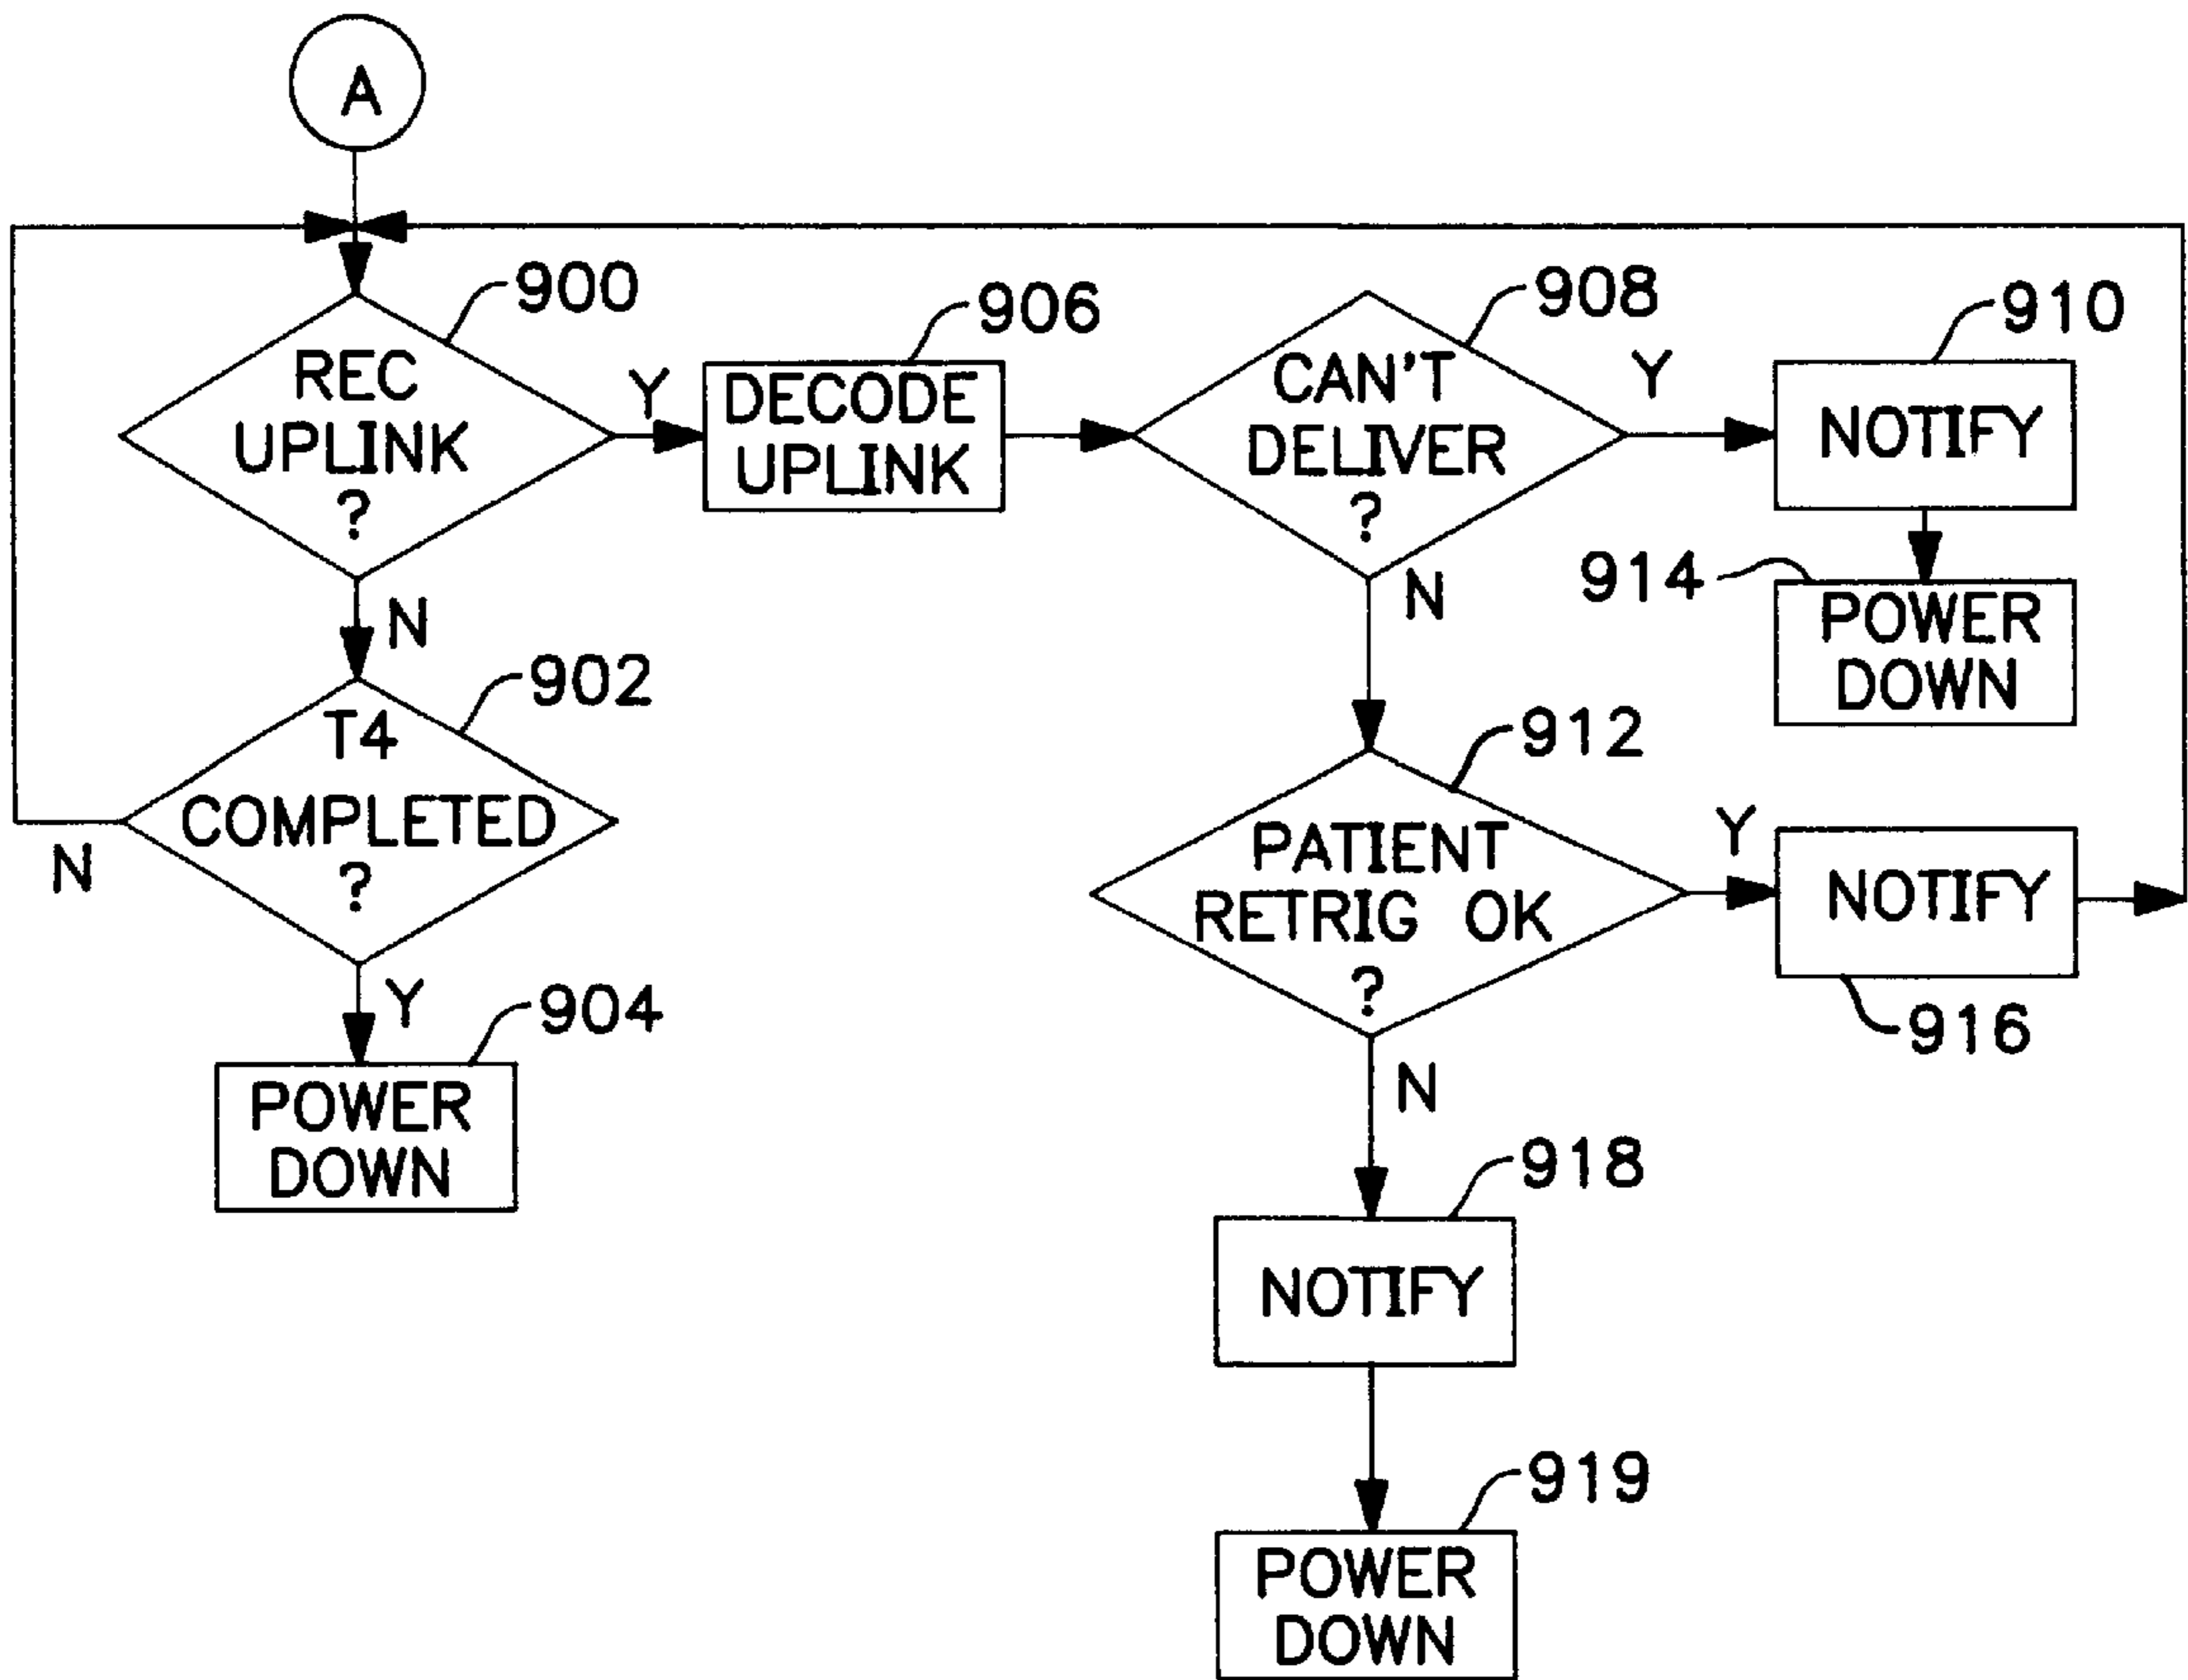 A
900
REC
UPLINK
?
Y
906
DECODE
UPLINK
908
CAN'T
DELIVER
?
Y
910
NOTIFY
914
POWER
DOWN
N
N
902
T4
COMPLETED
?
N
Y
904
POWER
DOWN
912
PATIENT
RETRIG OK
?
Y
NOTIFY
916
N
918
NOTIFY
919
POWER
DOWN